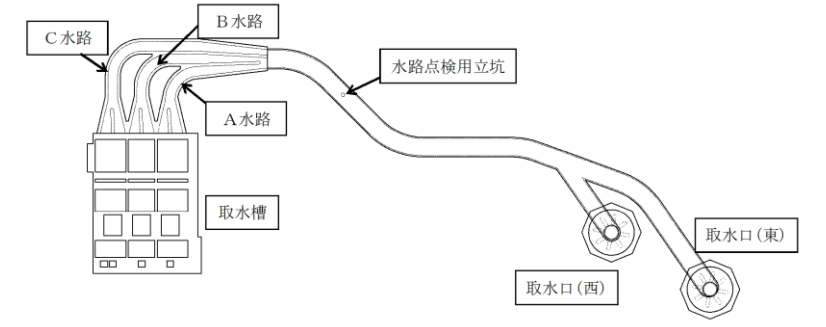 Ｂ水路
Ｃ水路
水路点検用立坑
Ａ水路
取水槽
取水口(東)
取水口(西)